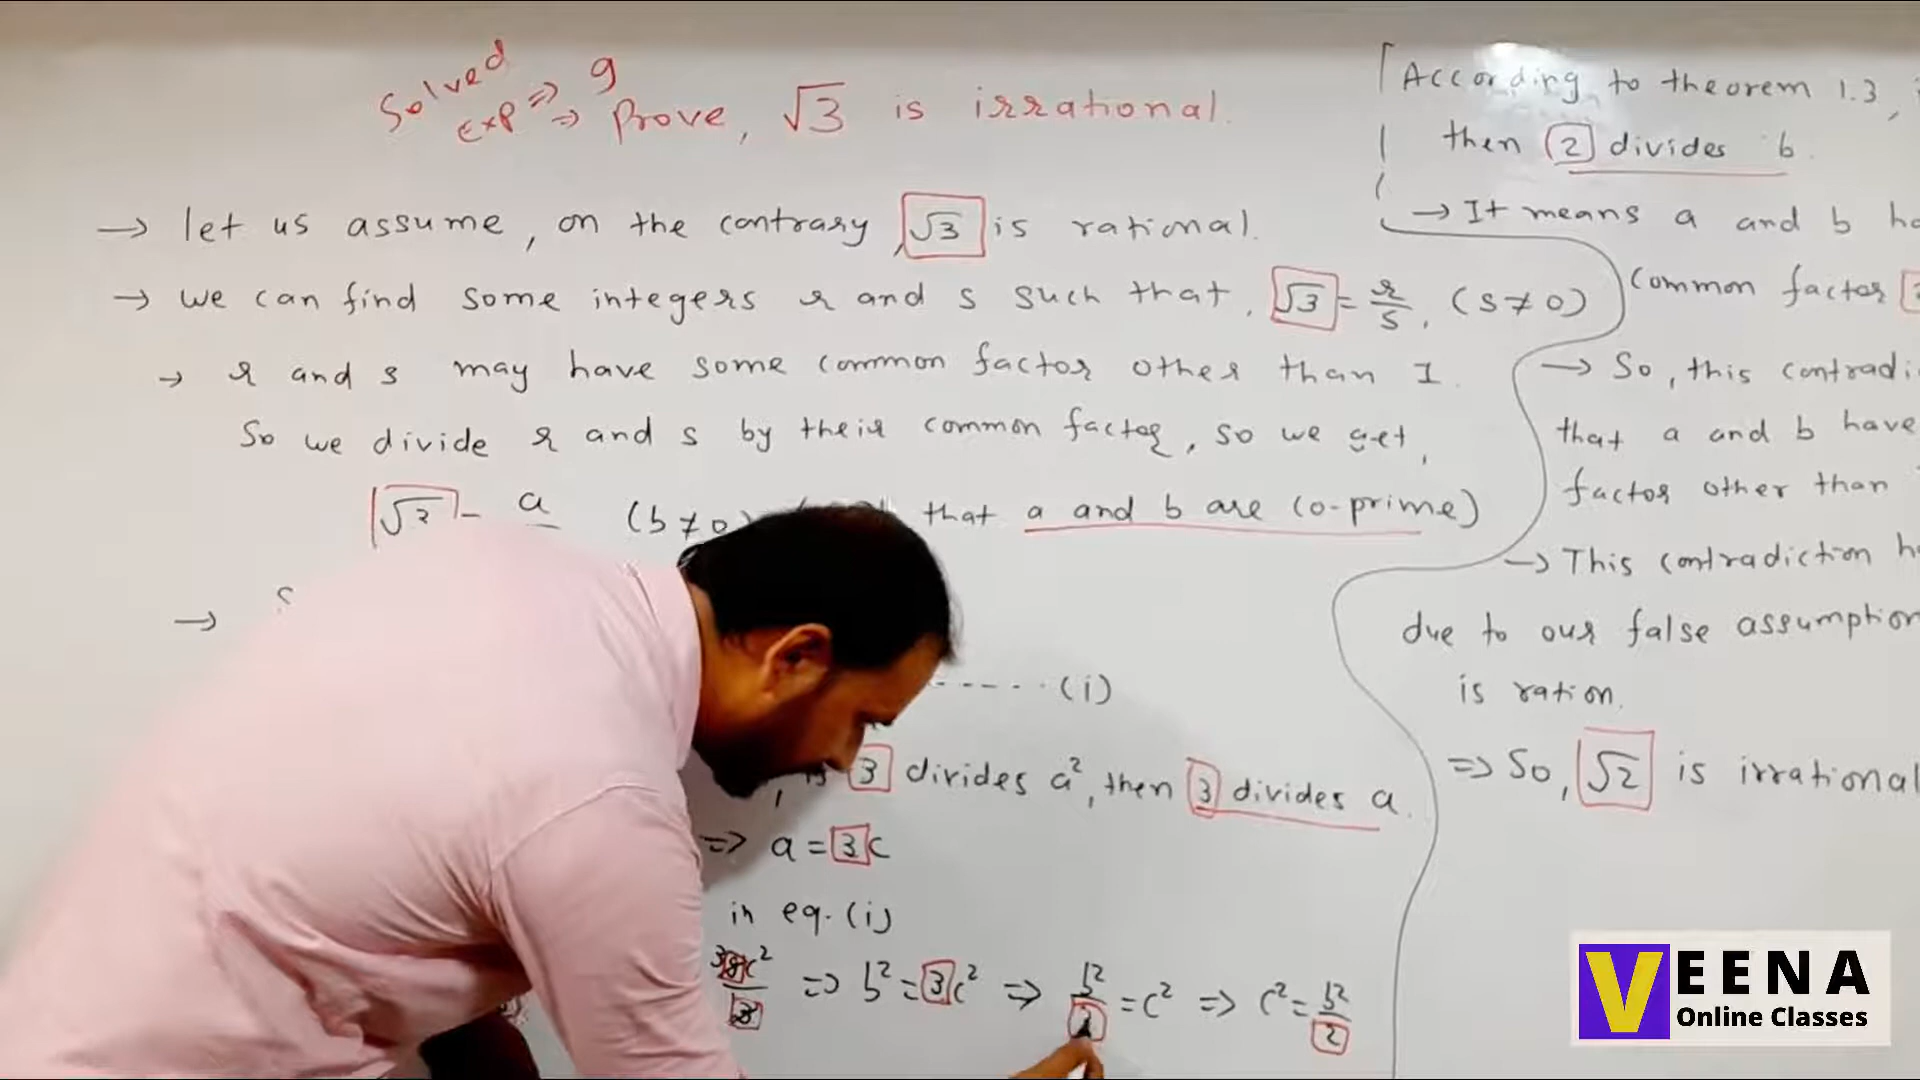 Solved
Exp => 9
=> Prove, √3 is irrational.
→ let us assume, on the contrary, √3 is rational.
→ we can find some integers r and s such that, √3 = r/s, (s ≠ 0)
→ r and s may have some common factor other than 1.
So we divide r and s by their common factor, so we get,
a (b ≠ 0) that a and b are co-prime)
→ S
----- (i)
3 divides a², then 3 divides a.
=> a = 3c
in eq. (i)
=> b² = 3c² => b²/ = c² => c² = b²/2
According to theorem 1.3,
then 2 divides b.
→ It means a and b
common factor
→ So, this
that a and b have
factor other than
→ This contradiction
due to our false assumption
is ration.
=> So, √2 is irrational
VEENA
Online Classes